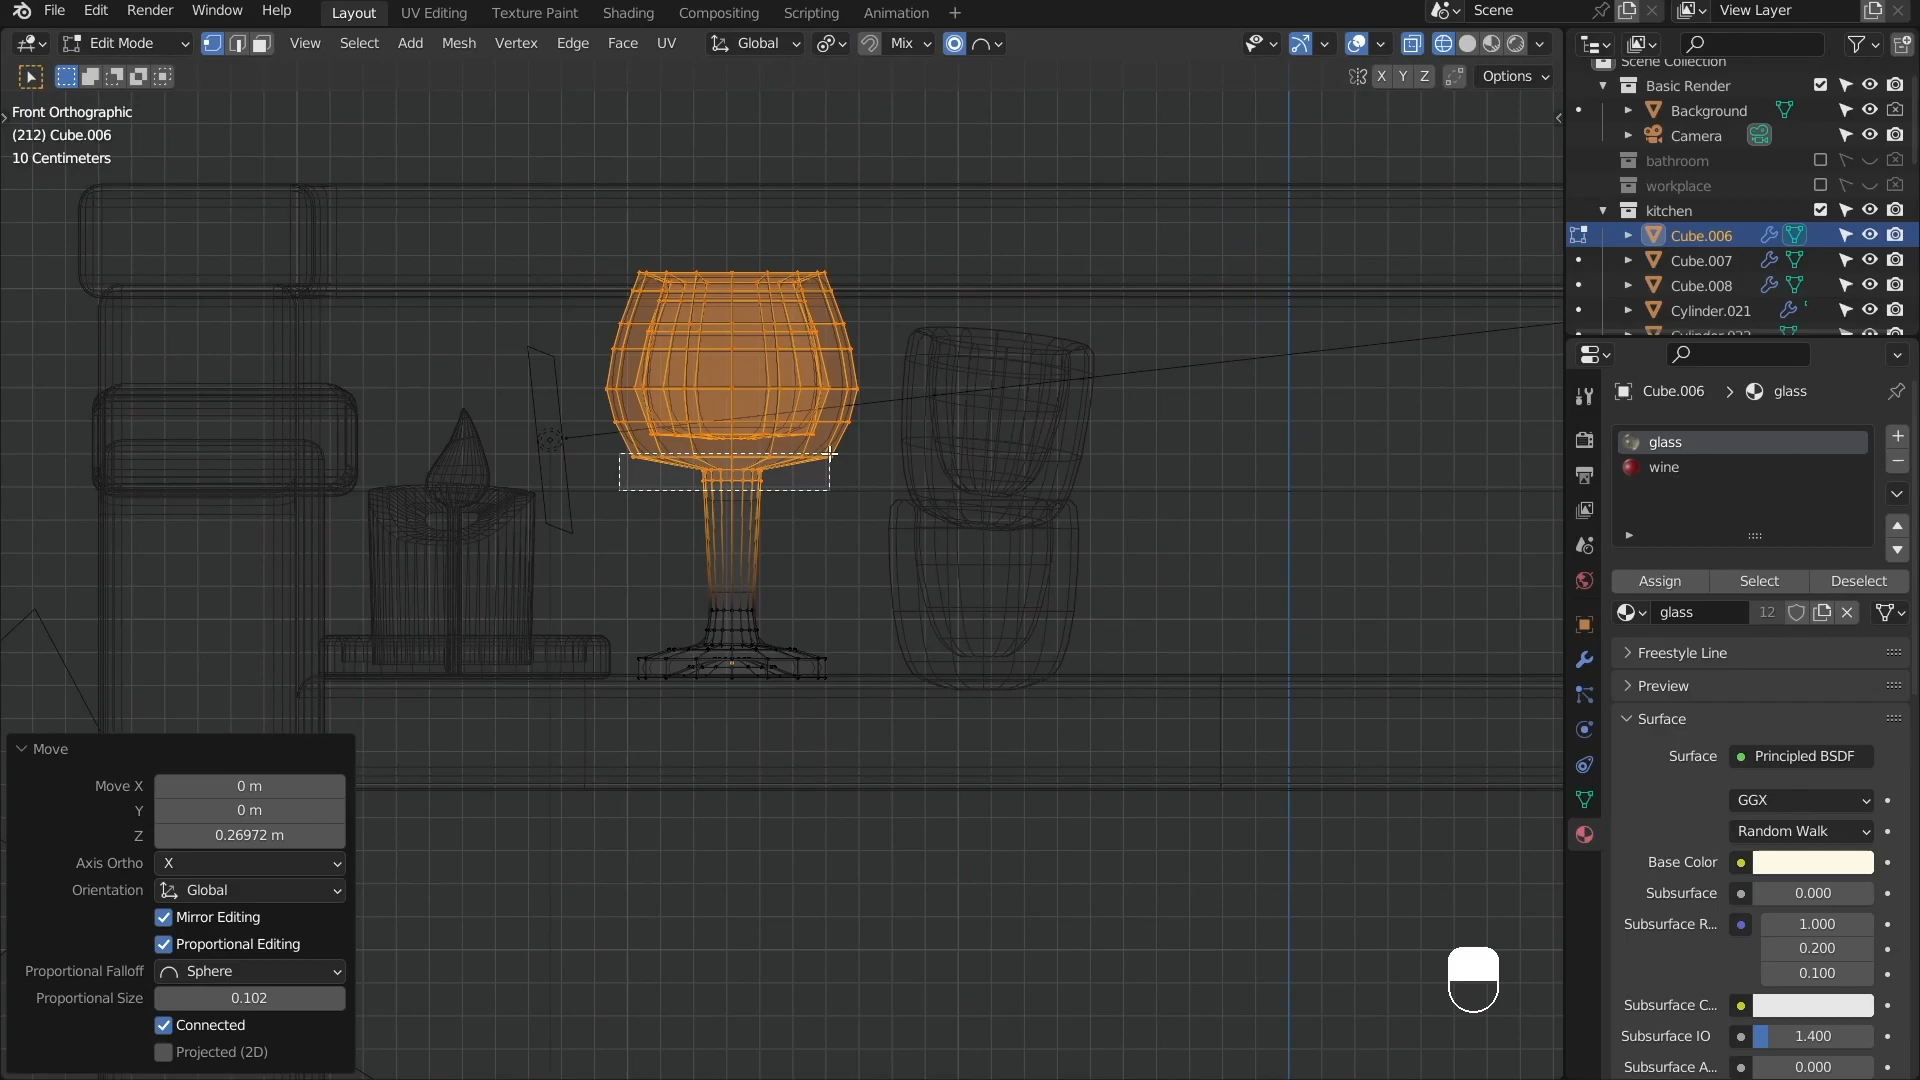 File Edit Render Window Help Layout UV Editing Texture Paint Shading Compositing Scripting Animation + Scene View Layer
Edit Mode View Select Add Mesh Vertex Edge Face UV Global Mix
X Y Z Options
Front Orthographic
(212) Cube.006
10 Centimeters
Scene Collection
Basic Render
Background
Camera
bathroom
workplace
kitchen
Cube.006
Cube.007
Cube.008
Cylinder.021
Cube.006 > glass
glass
wine
Assign Select Deselect
glass 12
Freestyle Line
Preview
Surface
Surface Principled BSDF
GGX
Random Walk
Base Color
Subsurface 0.000
Subsurface R... 1.000
0.200
0.100
Subsurface C...
Subsurface IO 1.400
Subsurface A... 0.000
Move
Move X 0 m
Y 0 m
Z 0.26972 m
Axis Ortho X
Orientation Global
Mirror Editing
Proportional Editing
Proportional Falloff Sphere
Proportional Size 0.102
Connected
Projected (2D)